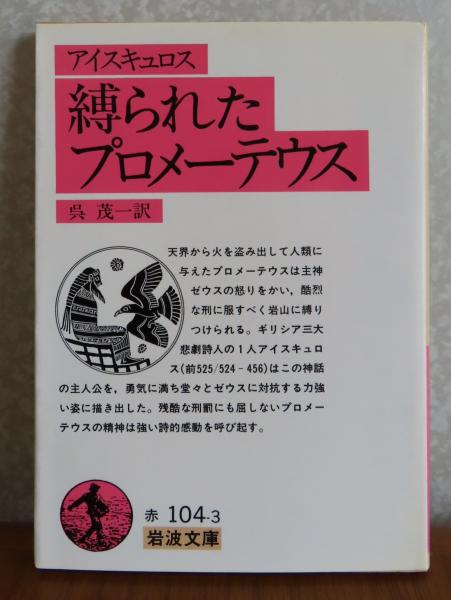 アイスキュロス
縛られた
プロメーテウス
呉 茂一訳
天界から火を盗み出して人類に
与えたプロメーテウスは主神
ゼウスの怒りをかい，酷烈
な刑に服すべく岩山に縛り
つけられる。ギリシア三大
悲劇詩人の1人アイスキュロ
ス(前525/524-456)はこの神話
の主人公を，勇気に満ち堂々とゼウスに対抗する力強
い姿に描き出した。残酷な刑罰にも屈しないプロメー
テウスの精神は強い詩的感動を呼び起す。
赤 104-3
岩波文庫